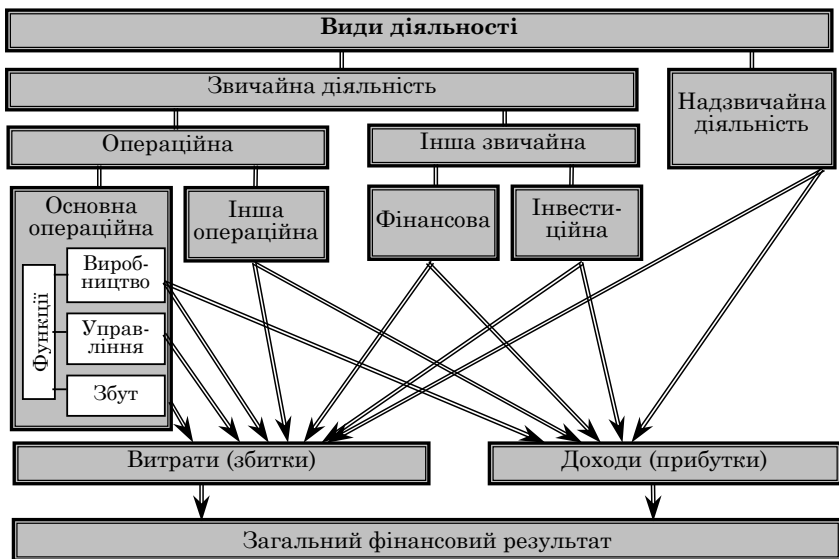 Види діяльності
Звичайна діяльність
Надзвичайна
діяльність
Операційна
Інша звичайна
Основна
операційна
Інша
операційна
Фінансова
Інвести-
ційна
Функції
Вироб-
ництво
Управ-
ління
Збут
Витрати (збитки)
Доходи (прибутки)
Загальний фінансовий результат